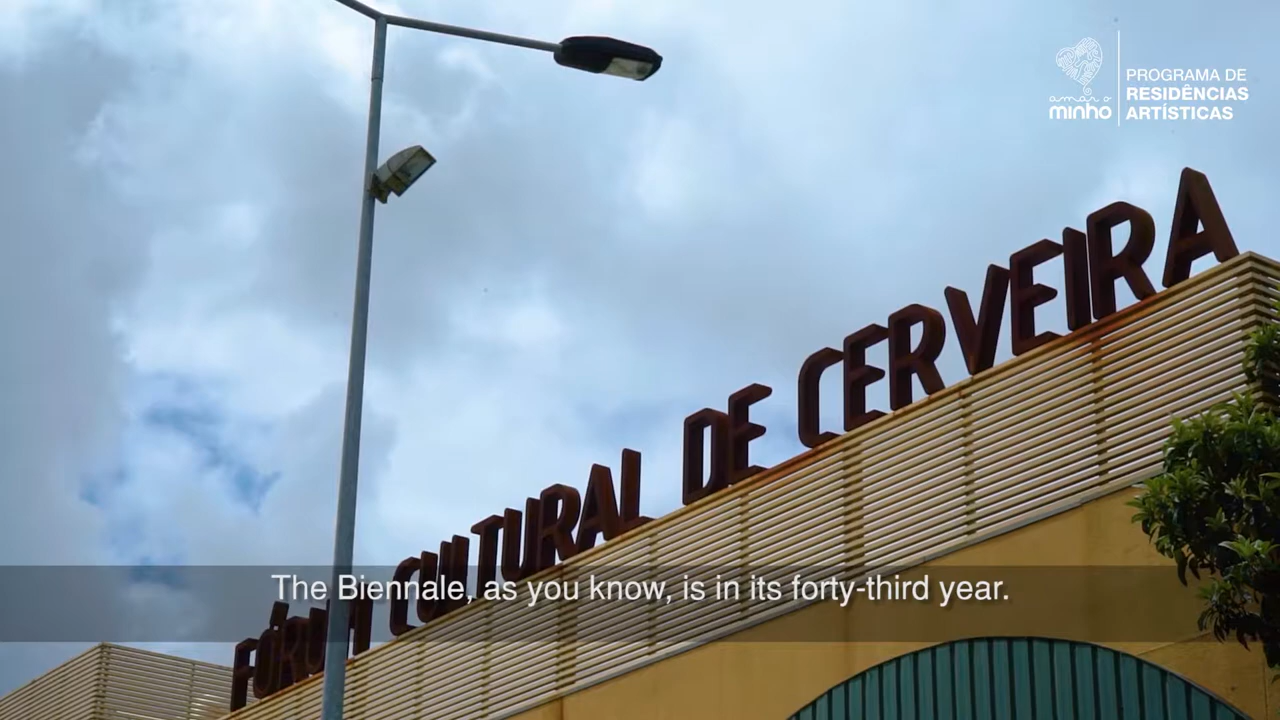 amar o
minho
PROGRAMA DE
RESIDÊNCIAS
ARTÍSTICAS
FÓRUM CULTURAL DE CERVEIRA
The Biennale, as you know, is in its forty-third year.